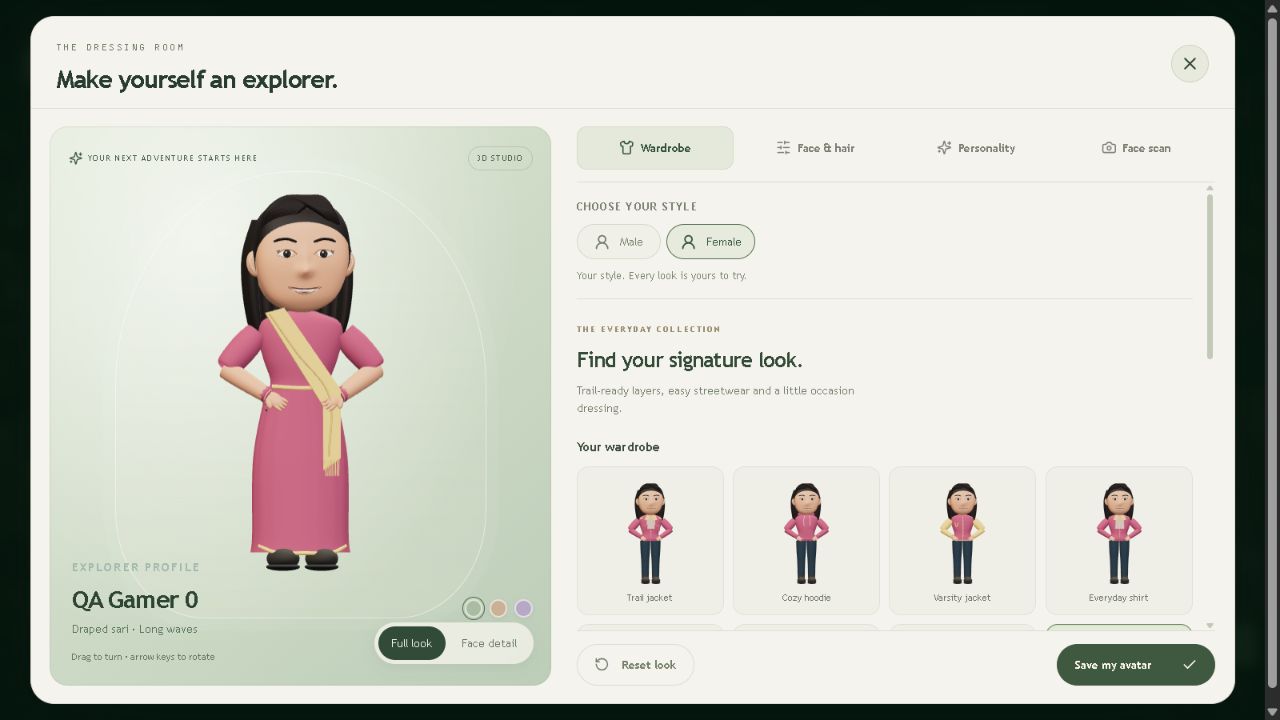 THE DRESSING ROOM
Make yourself an explorer.
YOUR NEXT ADVENTURE STARTS HERE
3D STUDIO
EXPLORER PROFILE
QA Gamer 0
Draped sari · Long waves
Drag to turn • arrow keys to rotate
Full look
Face detail
Wardrobe
Face & hair
Personality
Face scan
CHOOSE YOUR STYLE
Male
Female
Your style. Every look is yours to try.
THE EVERYDAY COLLECTION
Find your signature look.
Trail-ready layers, easy streetwear and a little occasion
dressing.
Your wardrobe
Trail jacket
Cozy hoodie
Varsity jacket
Everyday shirt
Reset look
Save my avatar